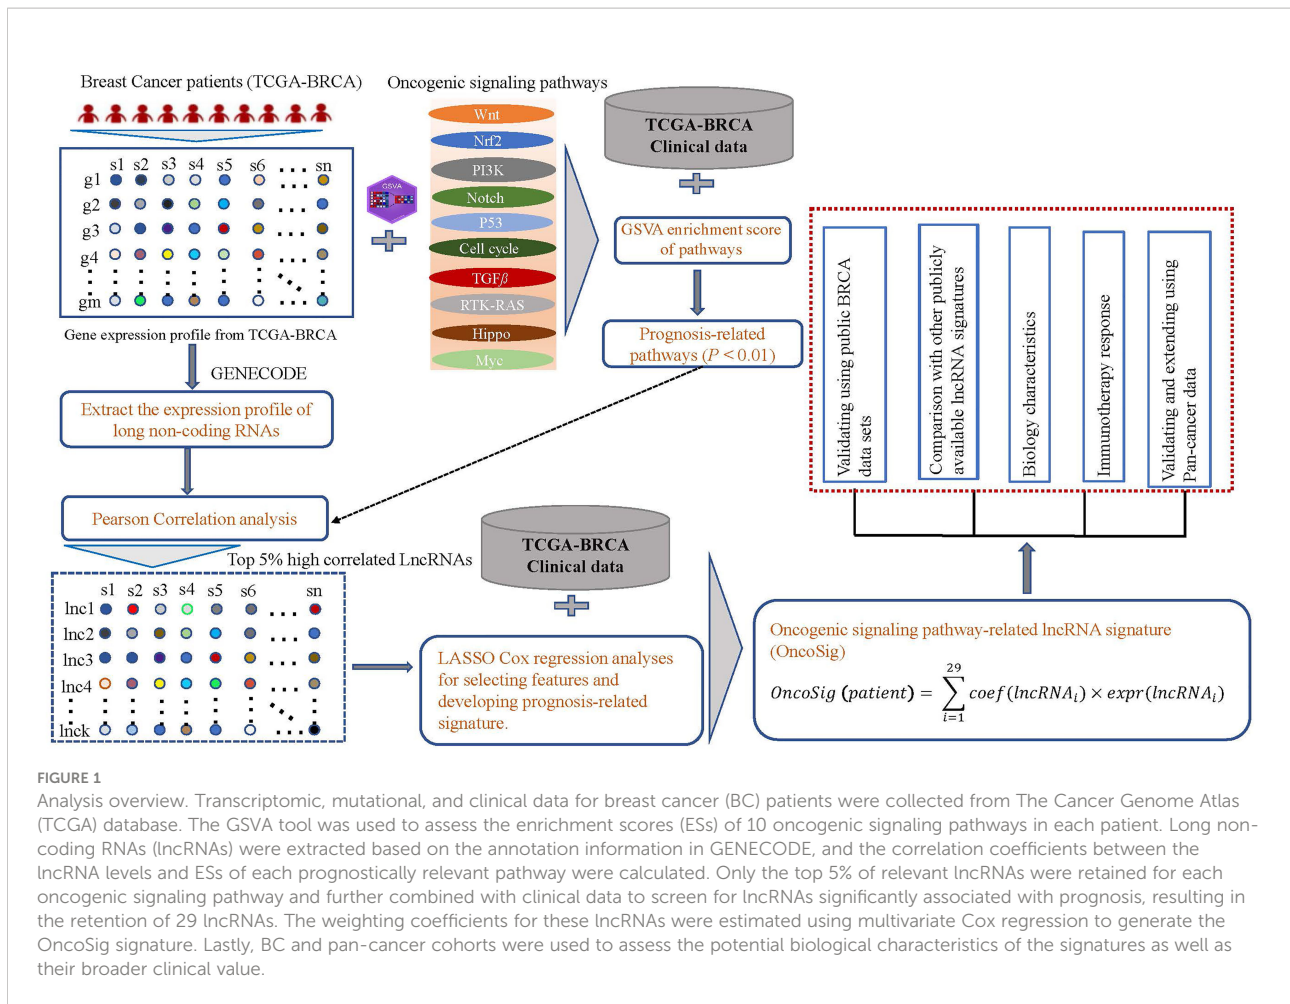 Breast Cancer patients (TCGA-BRCA)
s1 s2 s3 s4 s5 s6 ... sn
g1 ...
g2 ...
g3 ...
g4 ...
gm ...
Gene expression profile from TCGA-BRCA
GSVA
Oncogenic signaling pathways
Wnt
Nrf2
PI3K
Notch
P53
Cell cycle
TGFβ
RTK-RAS
Hippo
Myc
TCGA-BRCA
Clinical data
GSVA enrichment score
of pathways
Prognosis-related
pathways (P < 0.01)
GENECODE
Extract the expression profile of
long non-coding RNAs
Pearson Correlation analysis
Top 5% high correlated LncRNAs
s1 s2 s3 s4 s5 s6 ... sn
lnc1 ...
lnc2 ...
lnc3 ...
lnc4 ...
lnck ...
TCGA-BRCA
Clinical data
LASSO Cox regression analyses
for selecting features and
developing prognosis-related
signature.
Oncogenic signaling pathway-related lncRNA signature
(OncoSig)
OncoSig (patient) = ∑_{i=1}^{29} coef(lncRNA_i) × expr(lncRNA_i)
Validating using public BRCA
data sets
Comparison with other publicly
available lncRNA signatures
Biology characteristics
Immunotherapy response
Validating and extending using
Pan-cancer data
FIGURE 1
Analysis overview. Transcriptomic, mutational, and clinical data for breast cancer (BC) patients were collected from The Cancer Genome Atlas
(TCGA) database. The GSVA tool was used to assess the enrichment scores (ESs) of 10 oncogenic signaling pathways in each patient. Long non-
coding RNAs (lncRNAs) were extracted based on the annotation information in GENECODE, and the correlation coefficients between the
lncRNA levels and ESs of each prognostically relevant pathway were calculated. Only the top 5% of relevant lncRNAs were retained for each
oncogenic signaling pathway and further combined with clinical data to screen for lncRNAs significantly associated with prognosis, resulting in
the retention of 29 lncRNAs. The weighting coefficients for these lncRNAs were estimated using multivariate Cox regression to generate the
OncoSig signature. Lastly, BC and pan-cancer cohorts were used to assess the potential biological characteristics of the signatures as well as
their broader clinical value.